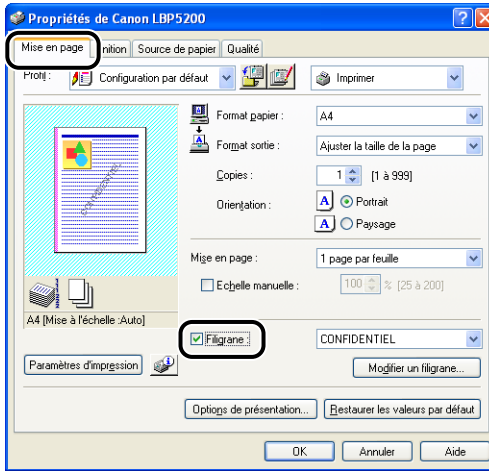 Propriétés de Canon LBP5200
Mise en page nition Source de papier Qualité
Profil : Configuration par défaut Imprimer
Format papier : A4
Format sortie : Ajuster la taille de la page
Copies : 1 [1 à 999]
Orientation : A Portrait
A Paysage
CONFIDENTIEL
Mise en page : 1 page par feuille
Echelle manuelle : 100 % [25 à 200]
A4 [Mise à l'échelle :Auto]
Filigrane : CONFIDENTIEL
Paramètres d'impression Modifier un filigrane...
Options de présentation... Restaurer les valeurs par défaut
OK Annuler Aide